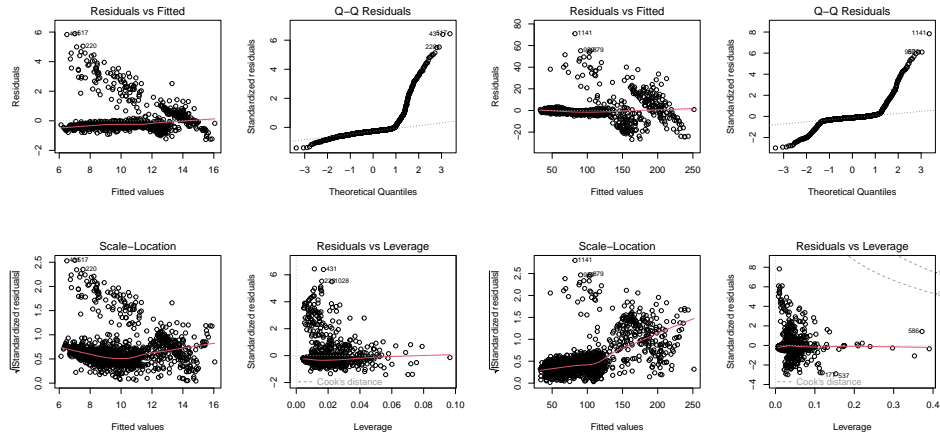 Residuals vs Fitted
Residuals
−2 0 2 4 6
517
220
6 8 10 12 14 16
Fitted values
Q−Q Residuals
Standardized residuals
0 2 4 6
−3 −2 −1 0 1 2 3
Theoretical Quantiles
Residuals vs Fitted
Residuals
−20 0 20 40 60 80
1141
879
50 100 150 200 250
Fitted values
Q−Q Residuals
Standardized residuals
−2 0 2 4 6 8
1141
−3 −2 −1 0 1 2 3
Theoretical Quantiles
Scale−Location
√|Standardized residuals|
0.0 0.5 1.0 1.5 2.0 2.5
517
220
6 8 10 12 14 16
Fitted values
Residuals vs Leverage
Standardized residuals
−2 0 2 4 6
431
1028
Cook's distance
0.00 0.02 0.04 0.06 0.08 0.10
Leverage
Scale−Location
√|Standardized residuals|
0.0 0.5 1.0 1.5 2.0 2.5
1141
879
50 100 150 200 250
Fitted values
Residuals vs Leverage
Standardized residuals
−4 −2 0 2 4 6 8
586
537
Cook's distance
0.0 0.1 0.2 0.3 0.4
Leverage